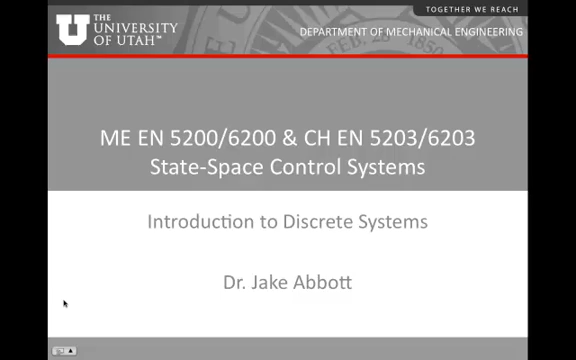 TOGETHER WE REACH
THE
UNIVERSITY
OF UTAH™
DEPARTMENT OF MECHANICAL ENGINEERING
ME EN 5200/6200 & CH EN 5203/6203
State-Space Control Systems
Introduction to Discrete Systems
Dr. Jake Abbott